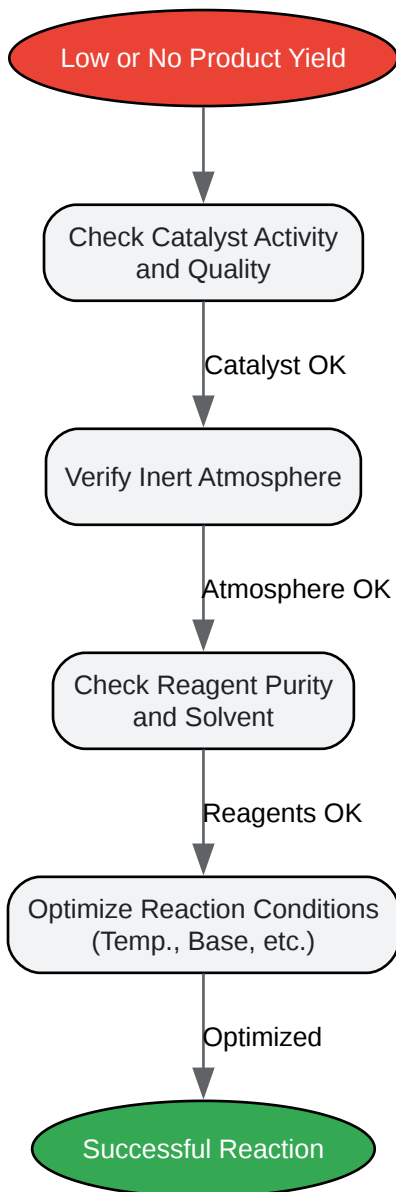 Low or No Product Yield
Check Catalyst Activity
and Quality
Catalyst OK
Verify Inert Atmosphere
Atmosphere OK
Check Reagent Purity
and Solvent
Reagents OK
Optimize Reaction Conditions
(Temp., Base, etc.)
Optimized
Successful Reaction